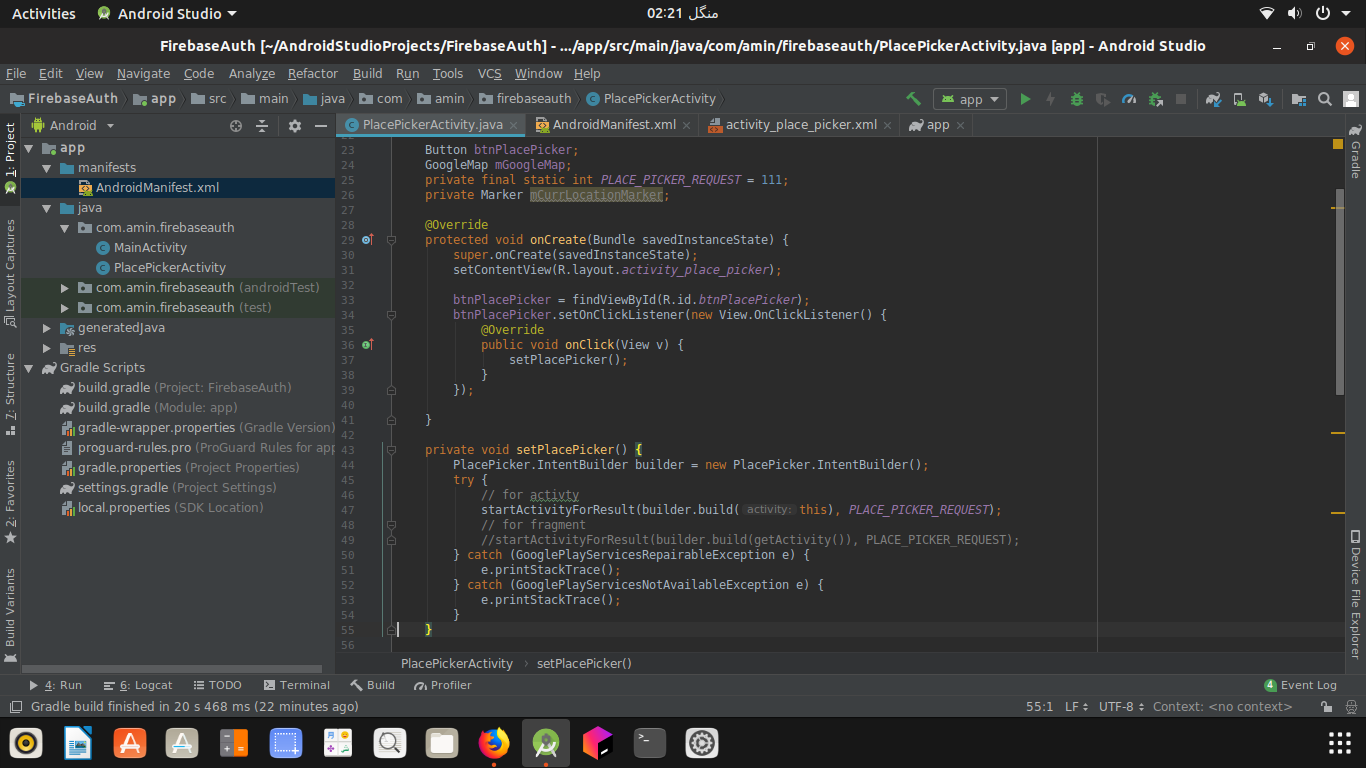 Activities Android Studio منگل 02:21
FirebaseAuth [~/AndroidStudioProjects/FirebaseAuth] - .../app/src/main/java/com/amin/firebaseauth/PlacePickerActivity.java [app] - Android Studio
File Edit View Navigate Code Analyze Refactor Build Run Tools VCS Window Help
FirebaseAuth app src main java com amin firebaseauth PlacePickerActivity app
Android
PlacePickerActivity.java AndroidManifest.xml activity_place_picker.xml app
1: Project
Layout Captures
7: Structure
2: Favorites
Build Variants
app
manifests
AndroidManifest.xml
java
com.amin.firebaseauth
MainActivity
PlacePickerActivity
com.amin.firebaseauth (androidTest)
com.amin.firebaseauth (test)
generatedJava
res
Gradle Scripts
build.gradle (Project: FirebaseAuth)
build.gradle (Module: app)
gradle-wrapper.properties (Gradle Version)
proguard-rules.pro (ProGuard Rules for app
gradle.properties (Project Properties)
settings.gradle (Project Settings)
local.properties (SDK Location)
23 Button btnPlacePicker;
24 GoogleMap mGoogleMap;
25 private final static int PLACE_PICKER_REQUEST = 111;
26 private Marker mCurrLocationMarker;
27
28 @Override
29 protected void onCreate(Bundle savedInstanceState) {
30 super.onCreate(savedInstanceState);
31 setContentView(R.layout.activity_place_picker);
32
33 btnPlacePicker = findViewById(R.id.btnPlacePicker);
34 btnPlacePicker.setOnClickListener(new View.OnClickListener() {
35 @Override
36 public void onClick(View v) {
37 setPlacePicker();
38 }
39 });
40
41 }
42
43 private void setPlacePicker() {
44 PlacePicker.IntentBuilder builder = new PlacePicker.IntentBuilder();
45 try {
46 // for activty
47 startActivityForResult(builder.build( activity: this), PLACE_PICKER_REQUEST);
48 // for fragment
49 //startActivityForResult(builder.build(getActivity()), PLACE_PICKER_REQUEST);
50 } catch (GooglePlayServicesRepairableException e) {
51 e.printStackTrace();
52 } catch (GooglePlayServicesNotAvailableException e) {
53 e.printStackTrace();
54 }
55 }
56
Gradle
Device File Explorer
PlacePickerActivity › setPlacePicker()
4: Run 6: Logcat TODO Terminal Build Profiler 4 Event Log
Gradle build finished in 20 s 468 ms (22 minutes ago) 55:1 LF UTF-8 Context: <no context>